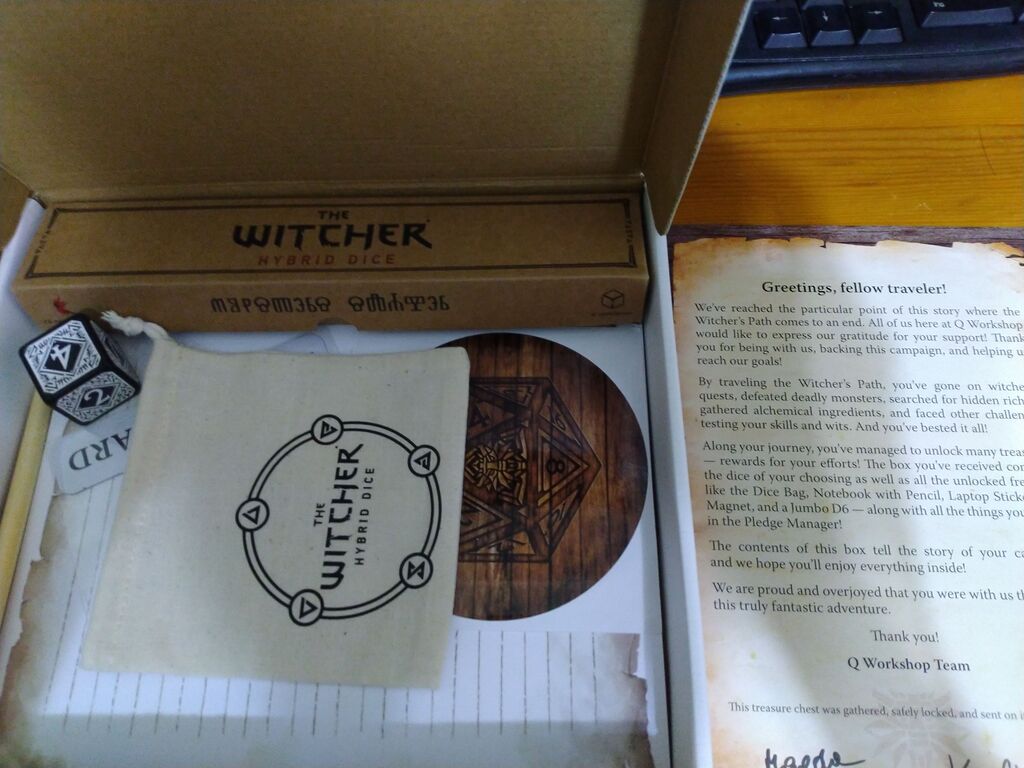 THE
WITCHER
HYBRID DICE
4
2
ARD
THE
WITCHER
HYBRID DICE
8
Greetings, fellow traveler!
We've reached the particular point of this story where the
Witcher's Path comes to an end. All of us here at Q Workshop
would like to express our gratitude for your support! Thank
you for being with us, backing this campaign, and helping u
reach our goals!
By traveling the Witcher's Path, you've gone on witche
quests, defeated deadly monsters, searched for hidden rich
gathered alchemical ingredients, and faced other challen
testing your skills and wits. And you've bested it all!
Along your journey, you've managed to unlock many treas
— rewards for your efforts! The box you've received con
the dice of your choosing as well as all the unlocked fre
like the Dice Bag, Notebook with Pencil, Laptop Sticke
Magnet, and a Jumbo D6 — along with all the things you
in the Pledge Manager!
The contents of this box tell the story of your ca
and we hope you'll enjoy everything inside!
We are proud and overjoyed that you were with us th
this truly fantastic adventure.
Thank you!
Q Workshop Team
This treasure chest was gathered, safely locked, and sent on i